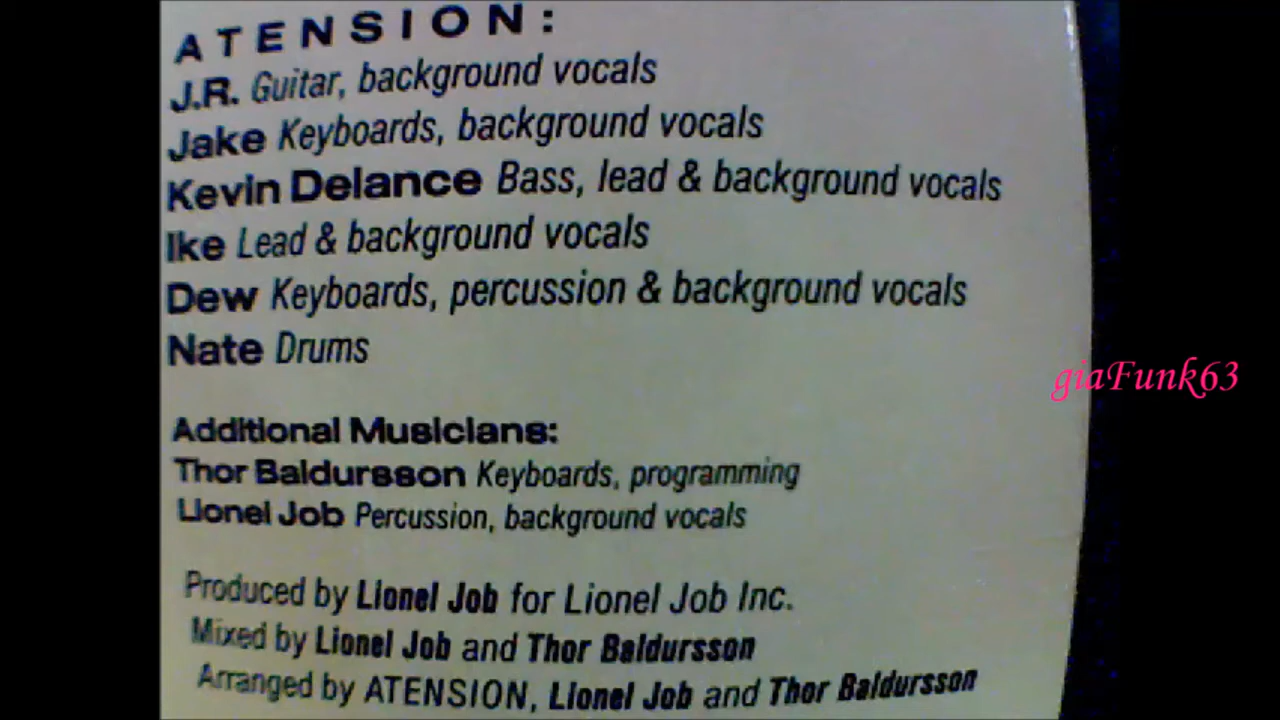 ATENSION:
J.R. Guitar, background vocals
Jake Keyboards, background vocals
Kevin Delance Bass, lead & background vocals
Ike Lead & background vocals
Dew Keyboards, percussion & background vocals
Nate Drums
giaFunk63
Additional Musicians:
Thor Baldursson Keyboards, programming
Lionel Job Percussion, background vocals
Produced by Lionel Job for Lionel Job Inc.
Mixed by Lionel Job and Thor Baldursson
Arranged by ATENSION, Lionel Job and Thor Baldursson